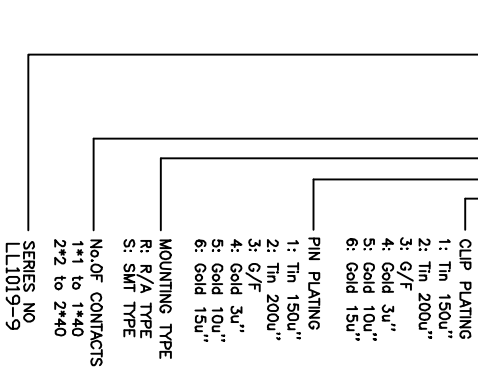 CLIP PLATING
1: Tin 150u"
2: Tin 200u"
3: G/F
4: Gold 3u"
5: Gold 10u"
6: Gold 15u"
PIN PLATING
1: Tin 150u"
2: Tin 200u"
3: G/F
4: Gold 3u"
5: Gold 10u"
6: Gold 15u"
MOUNTING TYPE
R: R/A TYPE
S: SMT TYPE
No.OF CONTACTS
1*1 to 1*40
2*2 to 2*40
SERIES NO
LL1019-9